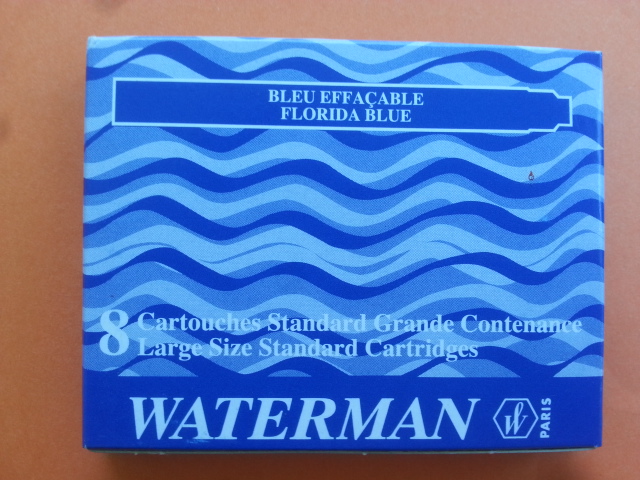 BLEU EFFAÇABLE
FLORIDA BLUE
8 Cartouches Standard Grande Contenance
Large Size Standard Cartridges
WATERMAN W PARIS